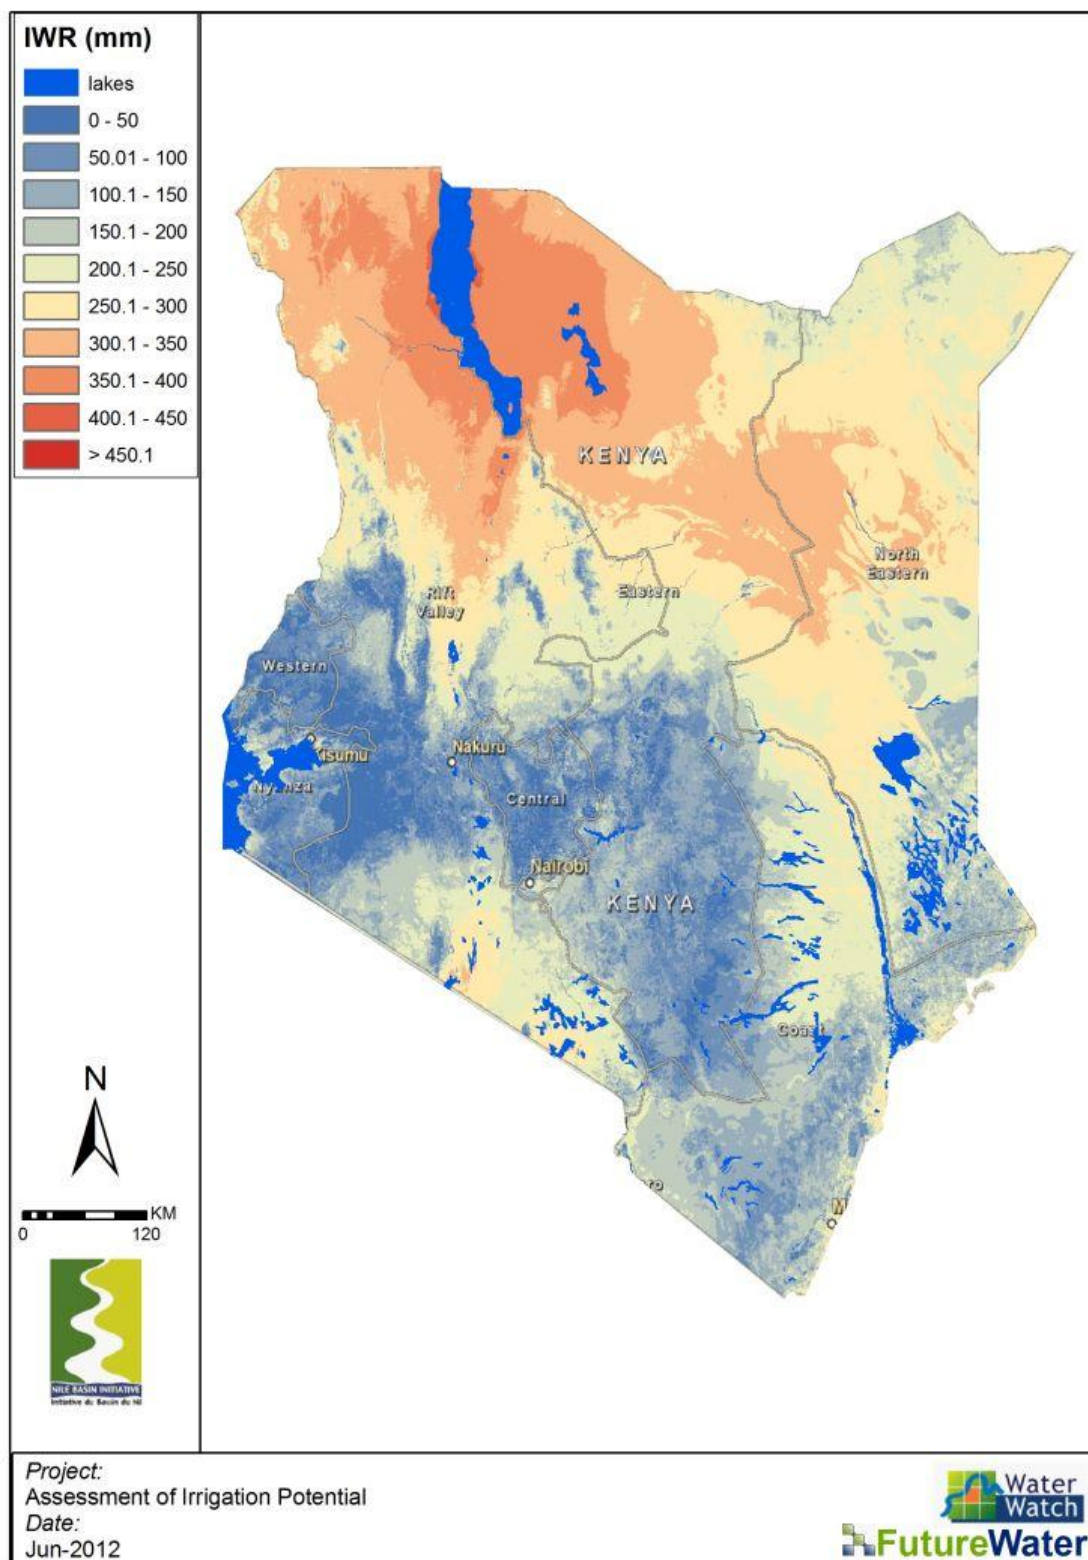 IWR (mm)
lakes
0 - 50
50.01 - 100
100.1 - 150
150.1 - 200
200.1 - 250
250.1 - 300
300.1 - 350
350.1 - 400
400.1 - 450
> 450.1
KENYA
North
Eastern
Rift
Valley
Eastern
Western
Kisumu
Nakuru
Central
Nairobi
KENYA
Coast
ro
M
N
KM
0
120
NILE BASIN INITIATIVE
Initiative du Bassin du Nil
Project:
Assessment of Irrigation Potential
Date:
Jun-2012
Water
Watch
FutureWater